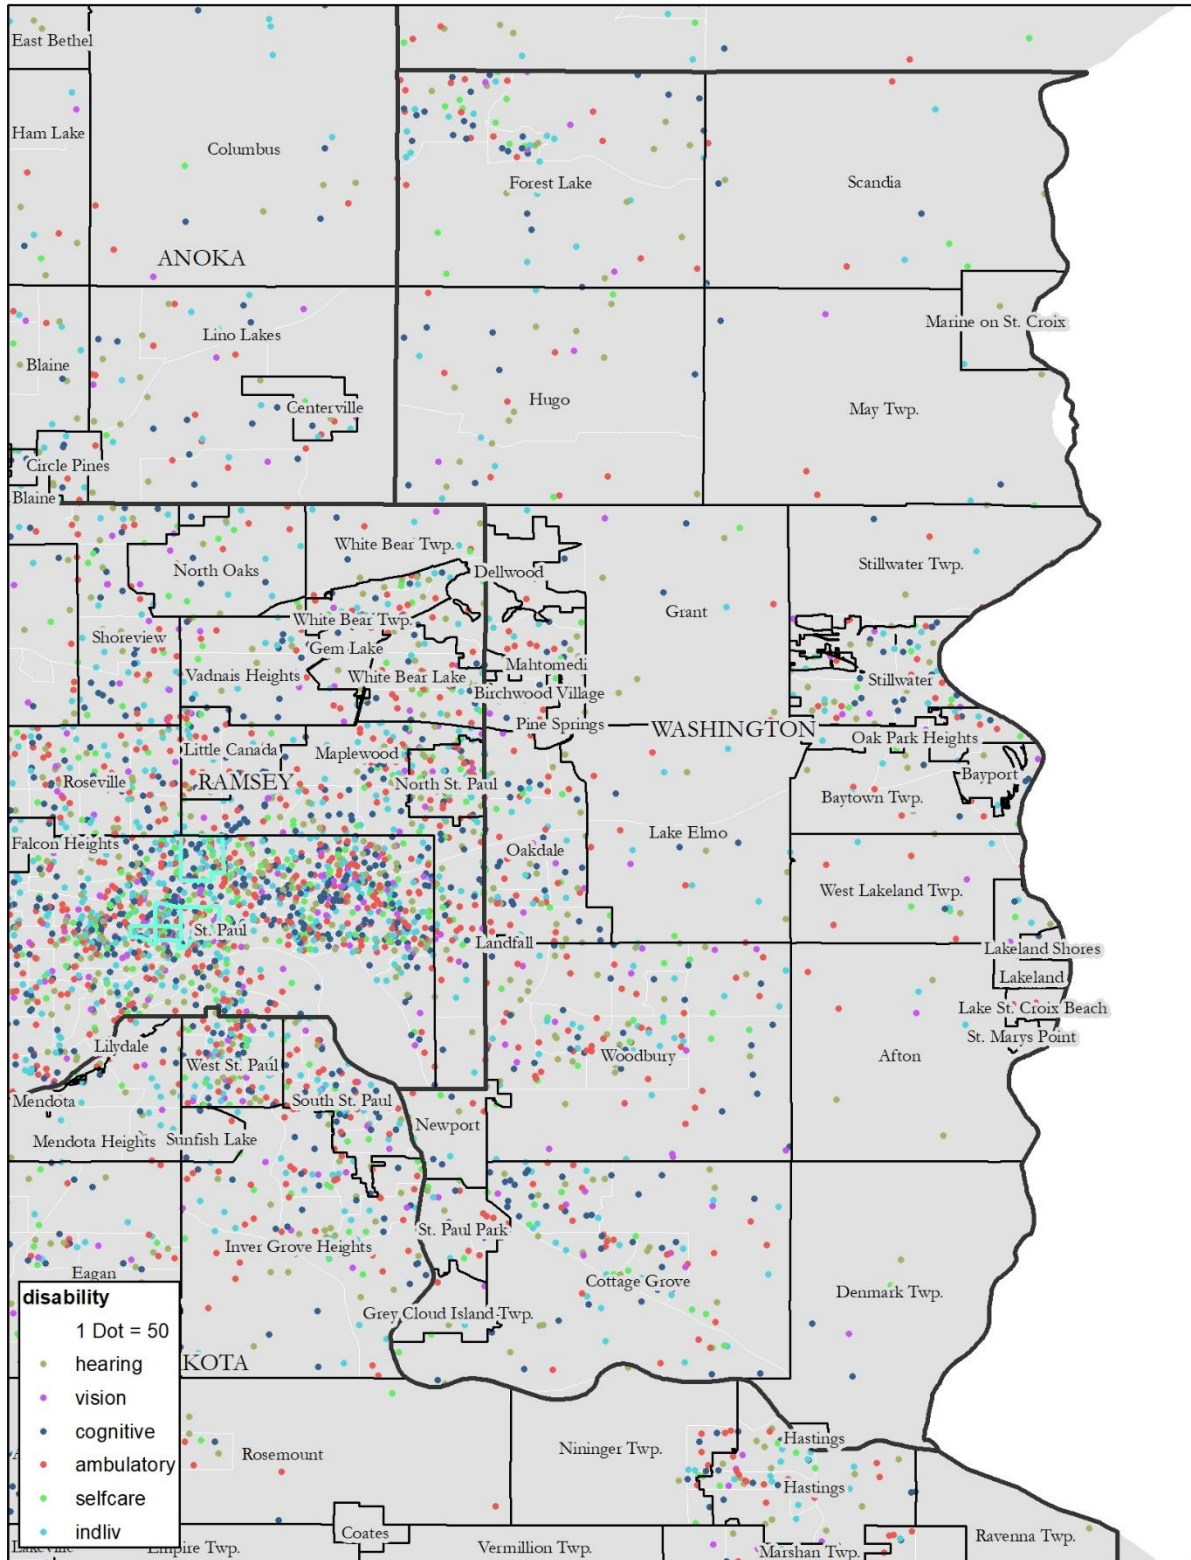 East Bethel
Ham Lake
Columbus
Forest Lake
Scandia
ANOKA
Marine on St. Croix
Lino Lakes
Blaine
Centerville
Hugo
May Twp.
Circle Pines
Blaine
White Bear Twp.
North Oaks
Dellwood
Stillwater Twp.
Grant
White Bear Twp.
Shoreview
Gem Lake
Mahtomedi
Vadnais Heights
White Bear Lake
Stillwater
Birchwood Village
Pine Springs
WASHINGTON
Oak Park Heights
Little Canada
Maplewood
Roseville
RAMSEY
North St. Paul
Bayport
Baytown Twp.
Falcon Heights
Oakdale
Lake Elmo
West Lakeland Twp.
St. Paul
Landfall
Lakeland Shores
Lakeland
Lake St. Croix Beach
St. Marys Point
Lilydale
West St. Paul
Woodbury
Afton
Mendota
South St. Paul
Newport
Mendota Heights
Sunfish Lake
St. Paul Park
Inver Grove Heights
Eagan
Cottage Grove
Denmark Twp.
Grey Cloud Island Twp.
disability
1 Dot = 50
hearing
vision
cognitive
ambulatory
selfcare
indliv
KOTA
Rosemount
Nininger Twp.
Hastings
Hastings
Coates
Lakeville
Empire Twp.
Vermillion Twp.
Marshan Twp.
Ravenna Twp.